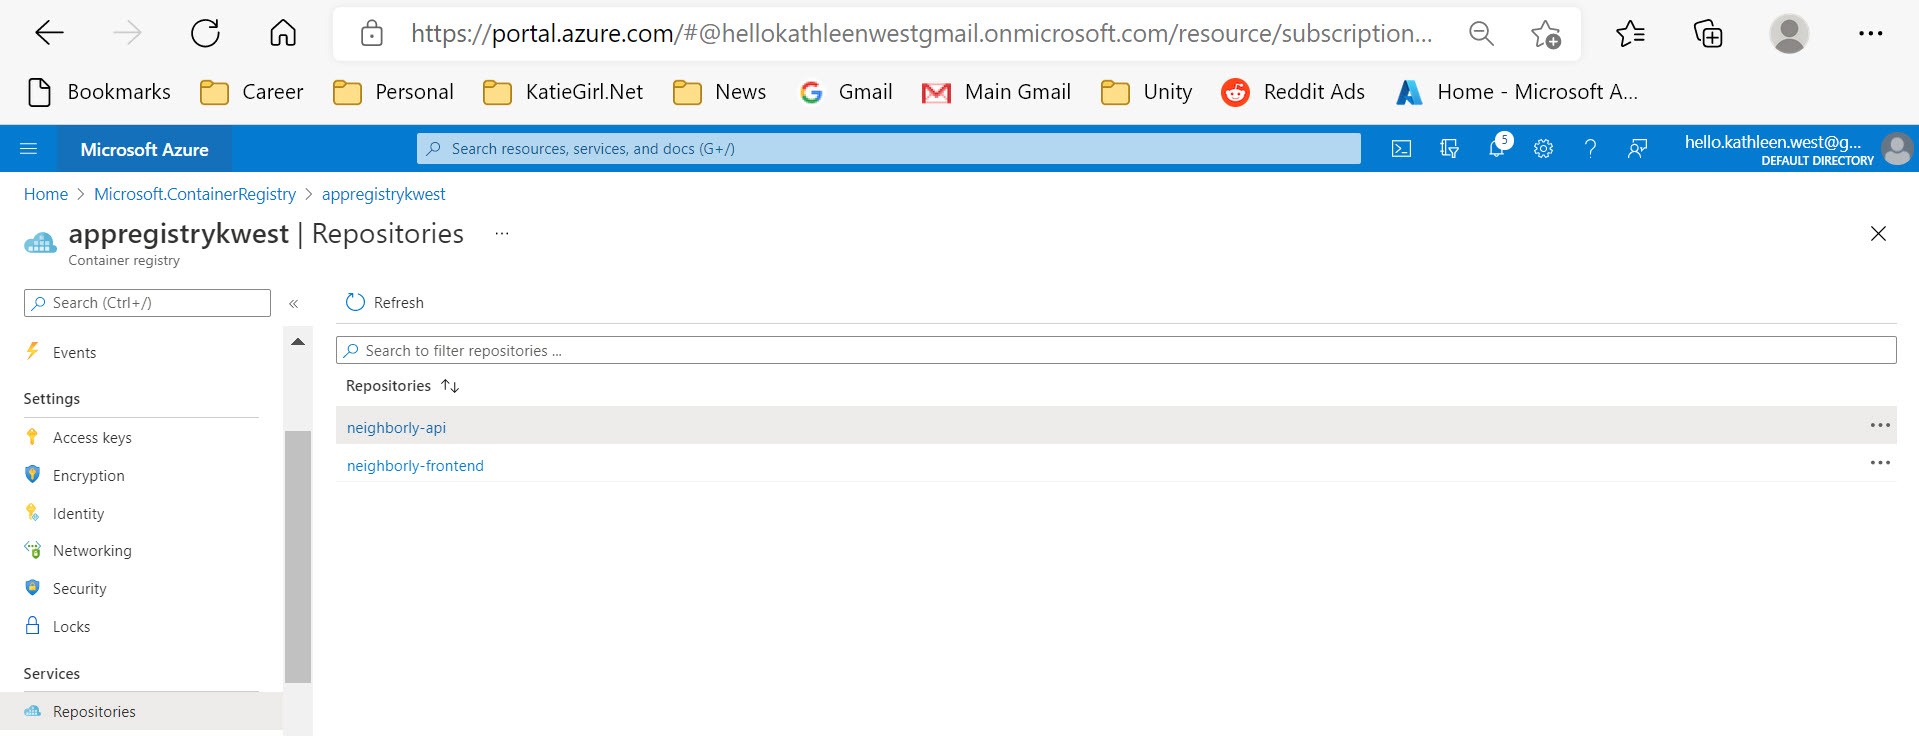 https://portal.azure.com/#@hellokathleenwestgmail.onmicrosoft.com/resource/subscription...
Bookmarks Career Personal KatieGirl.Net News Gmail Main Gmail Unity Reddit Ads Home - Microsoft A...
Microsoft Azure Search resources, services, and docs (G+/) 5 hello.kathleen.west@g...
DEFAULT DIRECTORY
Home > Microsoft.ContainerRegistry > appregistrykwest
appregistrykwest | Repositories ...
Container registry
Search (Ctrl+/) « Refresh
Search to filter repositories ...
Events
Repositories ↑↓
Settings
neighborly-api
Access keys
neighborly-frontend
Encryption
Identity
Networking
Security
Locks
Services
Repositories